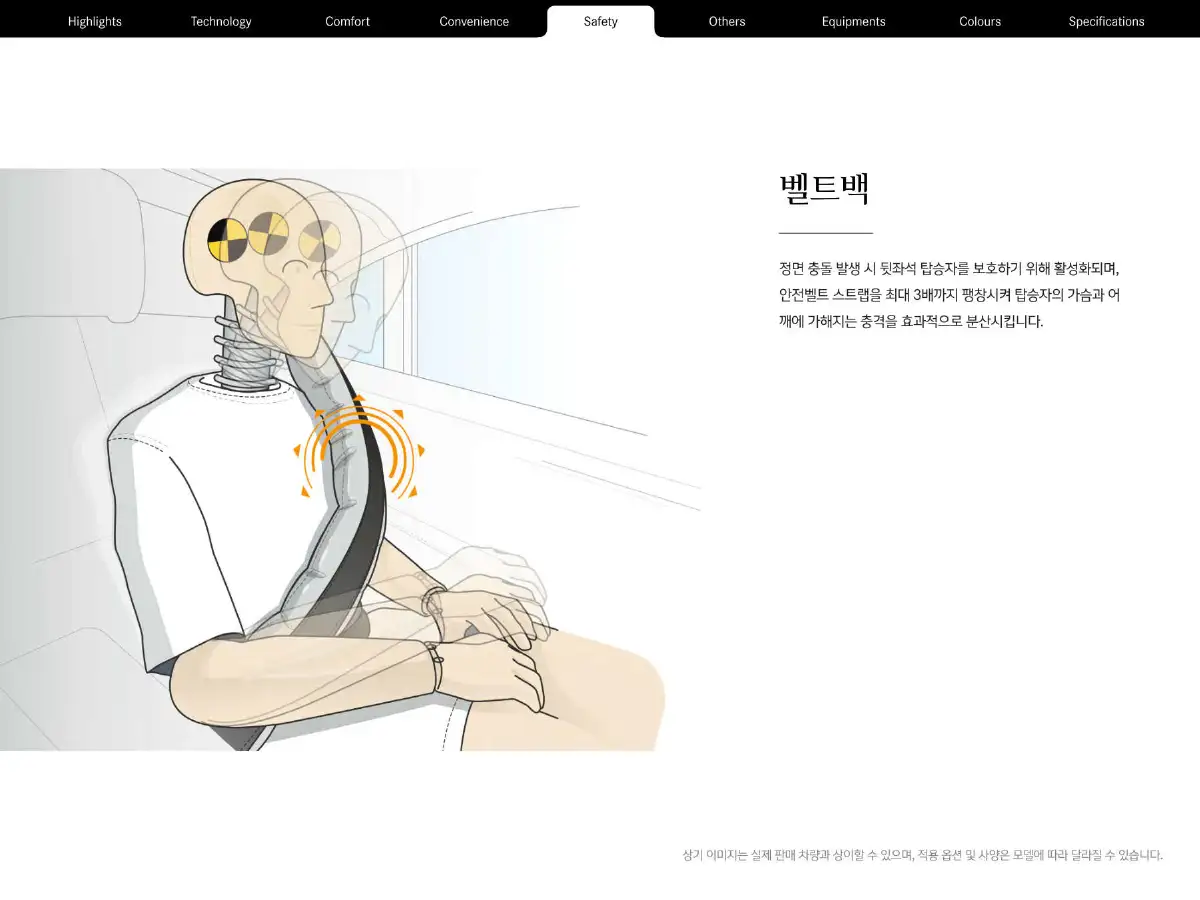 Highlights Technology Comfort Convenience Safety Others Equipments Colours Specifications
벨트백
정면 충돌 발생 시 뒷좌석 탑승자를 보호하기 위해 활성화되며,
안전벨트 스트랩을 최대 3배까지 팽창시켜 탑승자의 가슴과 어
깨에 가해지는 충격을 효과적으로 분산시킵니다.
상기 이미지는 실제 판매 차량과 상이할 수 있으며, 적용 옵션 및 사양은 모델에 따라 달라질 수 있습니다.